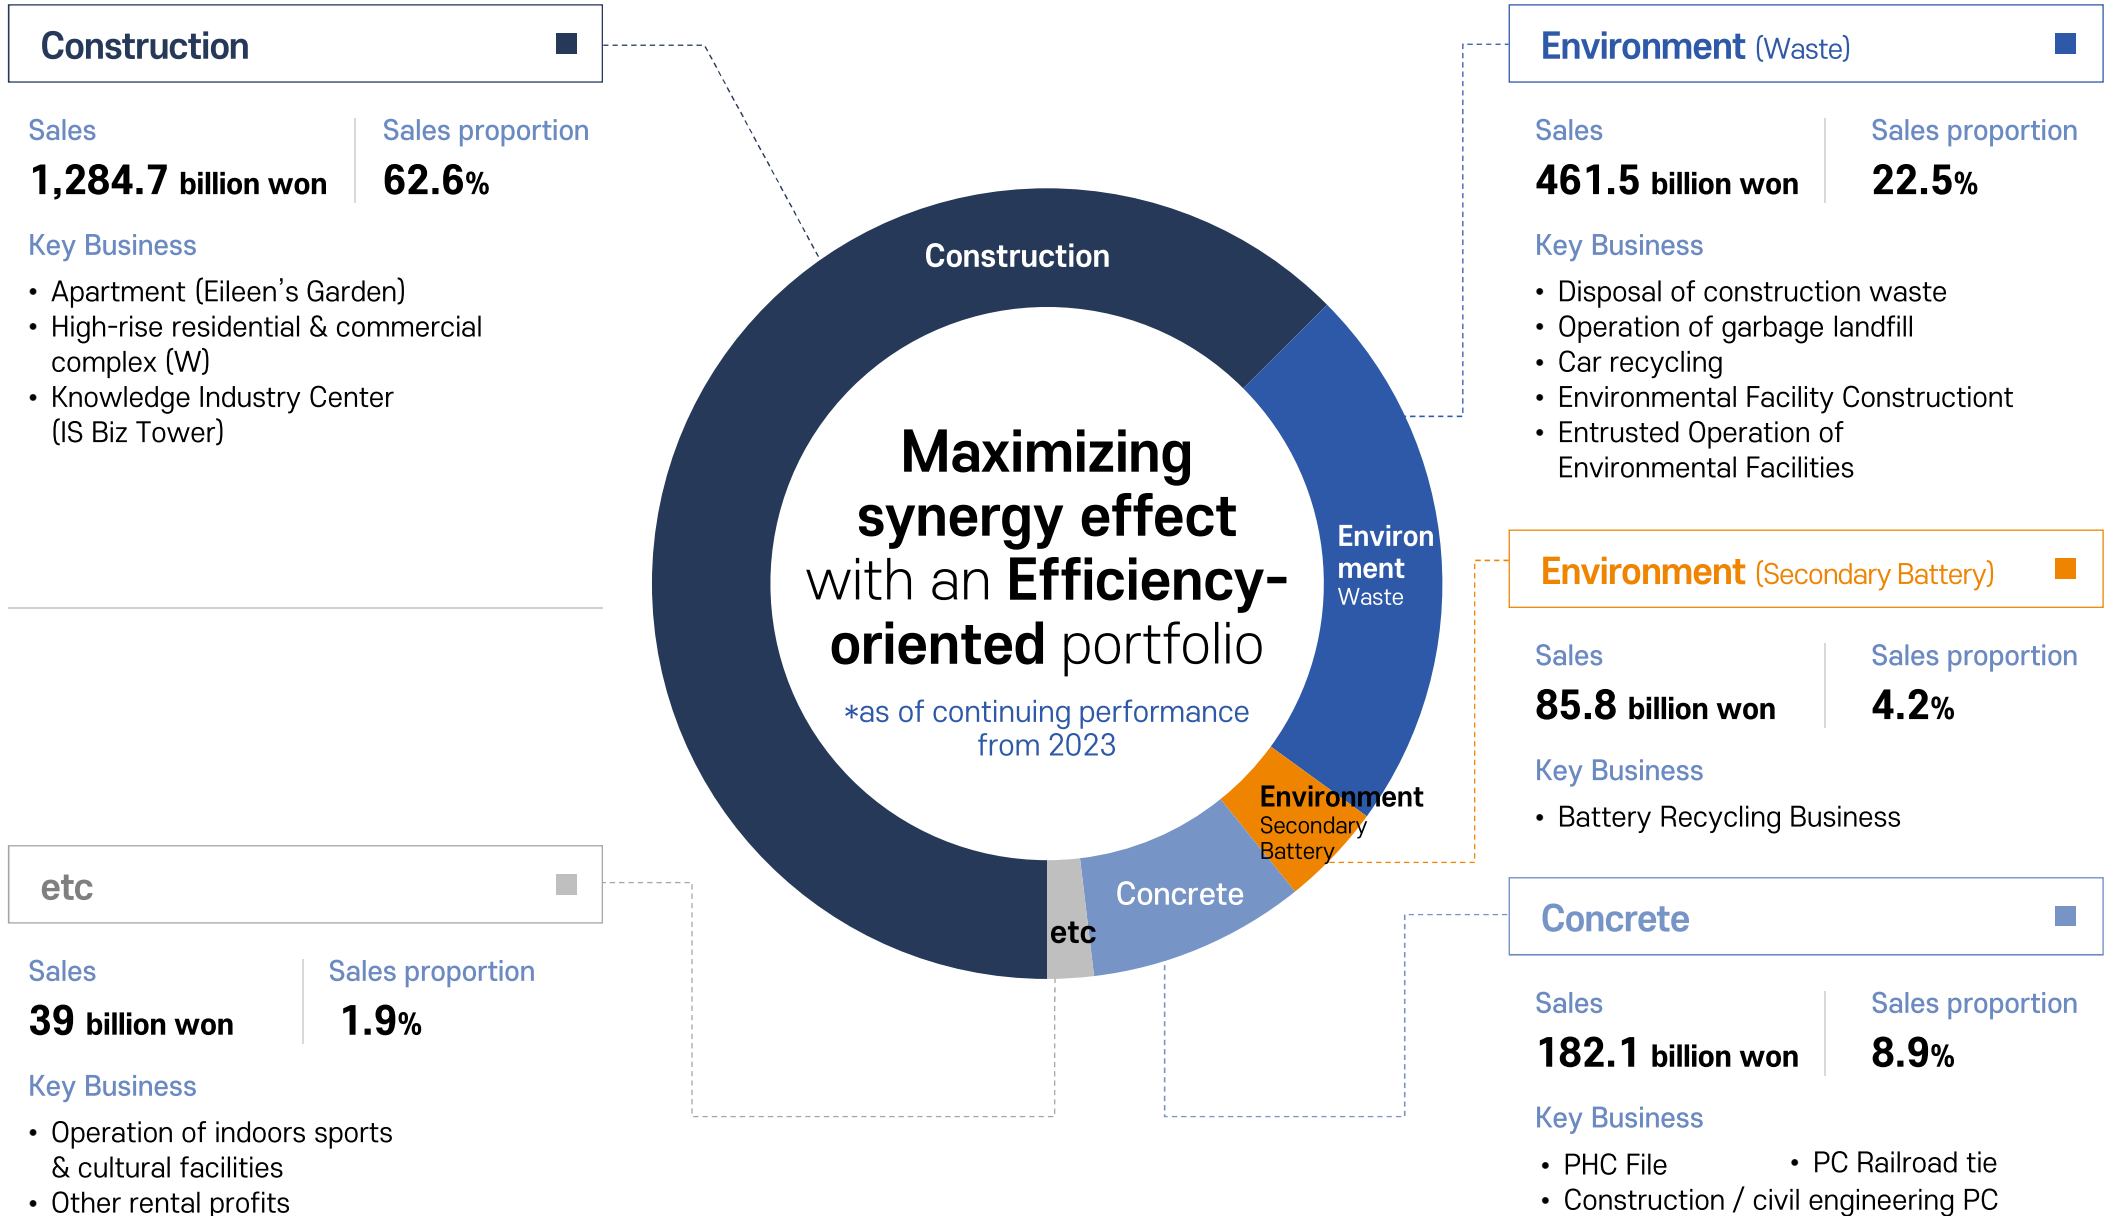 Construction
Sales
Sales proportion
1,284.7 billion won
62.6%
Key Business
• Apartment (Eileen's Garden)
• High-rise residential & commercial
complex (W)
• Knowledge Industry Center
(IS Biz Tower)
etc
Sales
Sales proportion
39 billion won
1.9%
Key Business
• Operation of indoors sports
& cultural facilities
• Other rental profits
Construction
Environ
ment
Waste
Environment
Secondary
Battery
Concrete
etc
Maximizing
synergy effect
with an Efficiency-
oriented portfolio
*as of continuing performance
from 2023
Environment (Waste)
Sales
Sales proportion
461.5 billion won
22.5%
Key Business
• Disposal of construction waste
• Operation of garbage landfill
• Car recycling
• Environmental Facility Constructiont
• Entrusted Operation of
Environmental Facilities
Environment (Secondary Battery)
Sales
Sales proportion
85.8 billion won
4.2%
Key Business
• Battery Recycling Business
Concrete
Sales
Sales proportion
182.1 billion won
8.9%
Key Business
• PHC File
• PC Railroad tie
• Construction / civil engineering PC